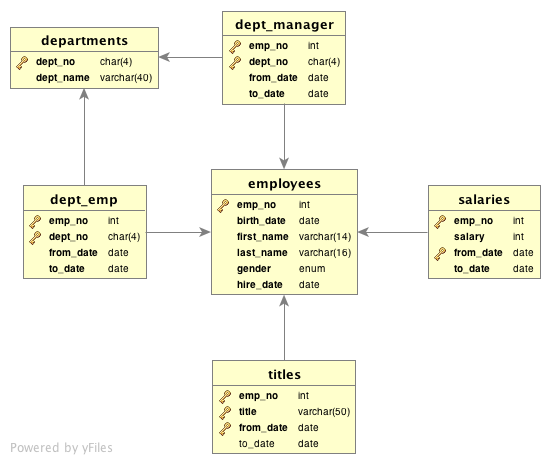 departments
dept_no char(4)
dept_name varchar(40)
dept_manager
emp_no int
dept_no char(4)
from_date date
to_date date
dept_emp
emp_no int
dept_no char(4)
from_date date
to_date date
employees
emp_no int
birth_date date
first_name varchar(14)
last_name varchar(16)
gender enum
hire_date date
salaries
emp_no int
salary int
from_date date
to_date date
titles
emp_no int
title varchar(50)
from_date date
to_date date
Powered by yFiles